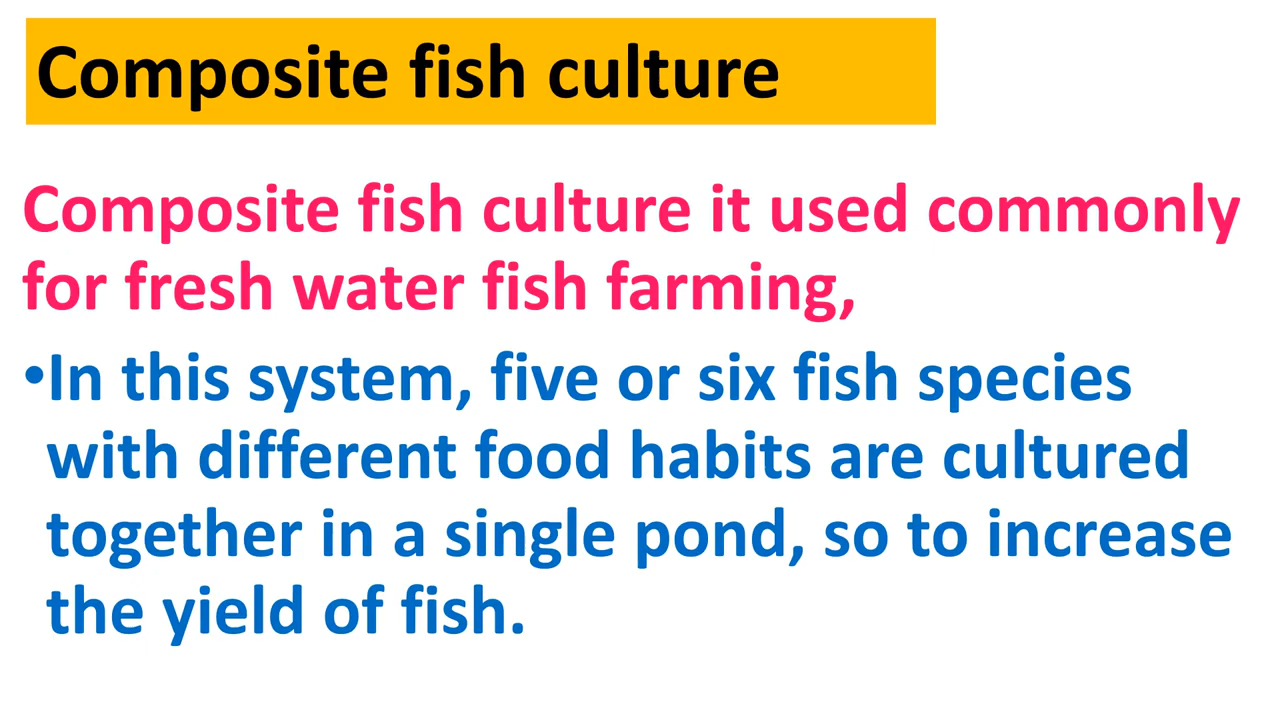 Composite fish culture
Composite fish culture it used commonly
for fresh water fish farming,
•In this system, five or six fish species
with different food habits are cultured
together in a single pond, so to increase
the yield of fish.